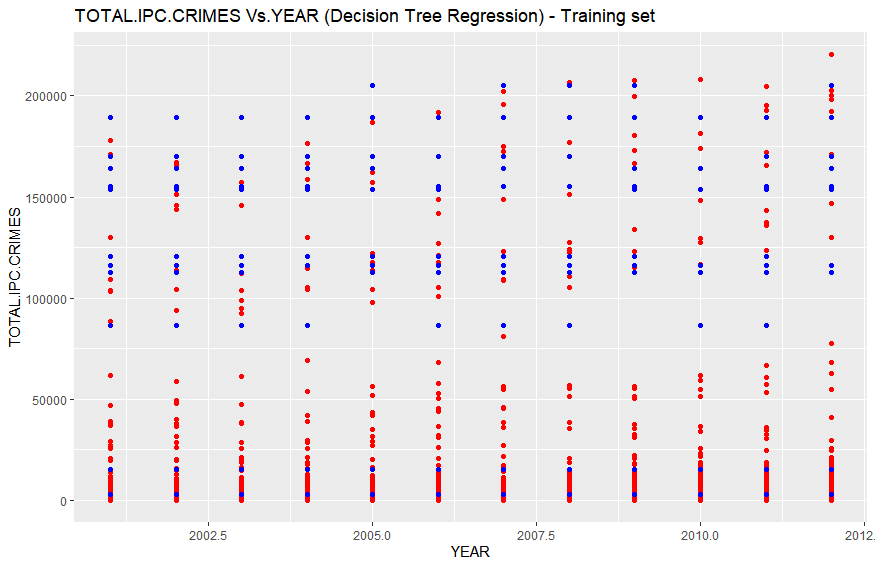 TOTAL.IPC.CRIMES Vs.YEAR (Decision Tree Regression) - Training set
200000
150000
100000
50000
0
TOTAL.IPC.CRIMES
2002.5 2005.0 2007.5 2010.0 2012.
YEAR